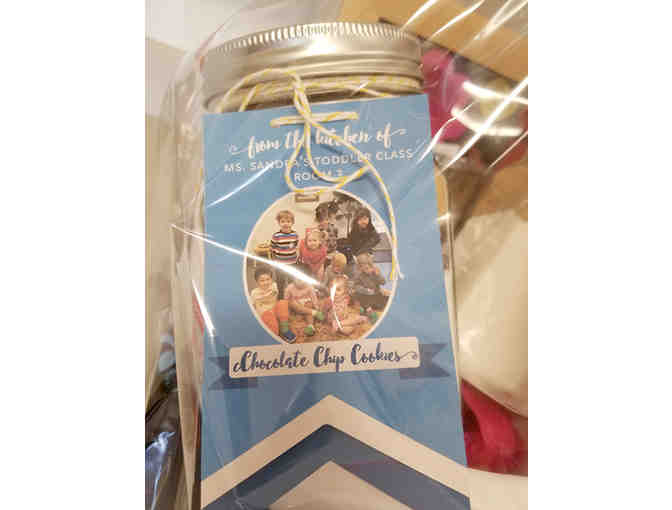 from the kitchen of
MS. SANDRA'S TODDLER CLASS
ROOM 3
Chocolate Chip Cookies